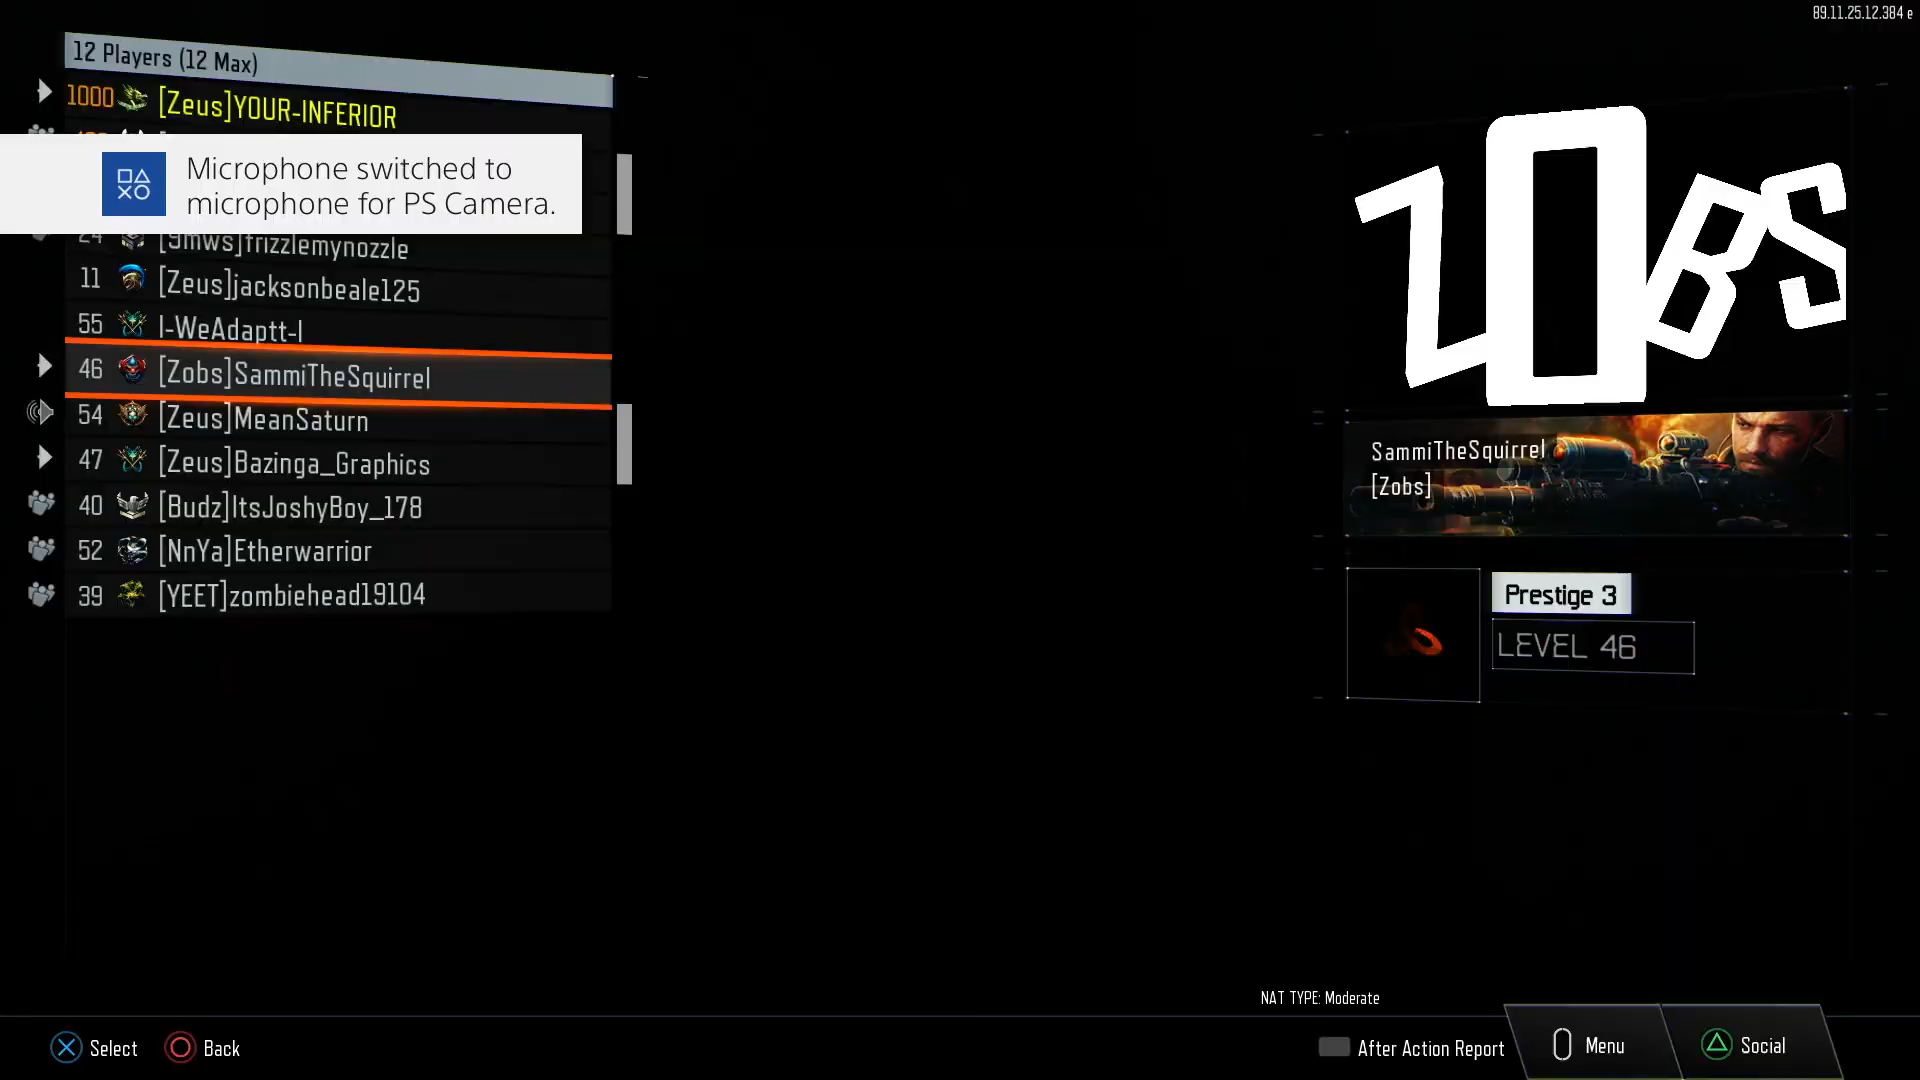 89.11.25.12.384 e
12 Players (12 Max)
1000 [Zeus]YOUR-INFERIOR
Microphone switched to
microphone for PS Camera.
24 [9mws]frizzlemynozzle
11 [Zeus]jacksonbeale125
55 I-WeAdaptt-I
46 [Zobs]SammiTheSquirrel
54 [Zeus]MeanSaturn
47 [Zeus]Bazinga_Graphics
40 [Budz]ItsJoshyBoy_178
52 [NnYa]Etherwarrior
39 [YEET]zombiehead19104
ZOBS
SammiTheSquirrel
[Zobs]
Prestige 3
LEVEL 46
NAT TYPE: Moderate
Select
Back
After Action Report
Menu
Social